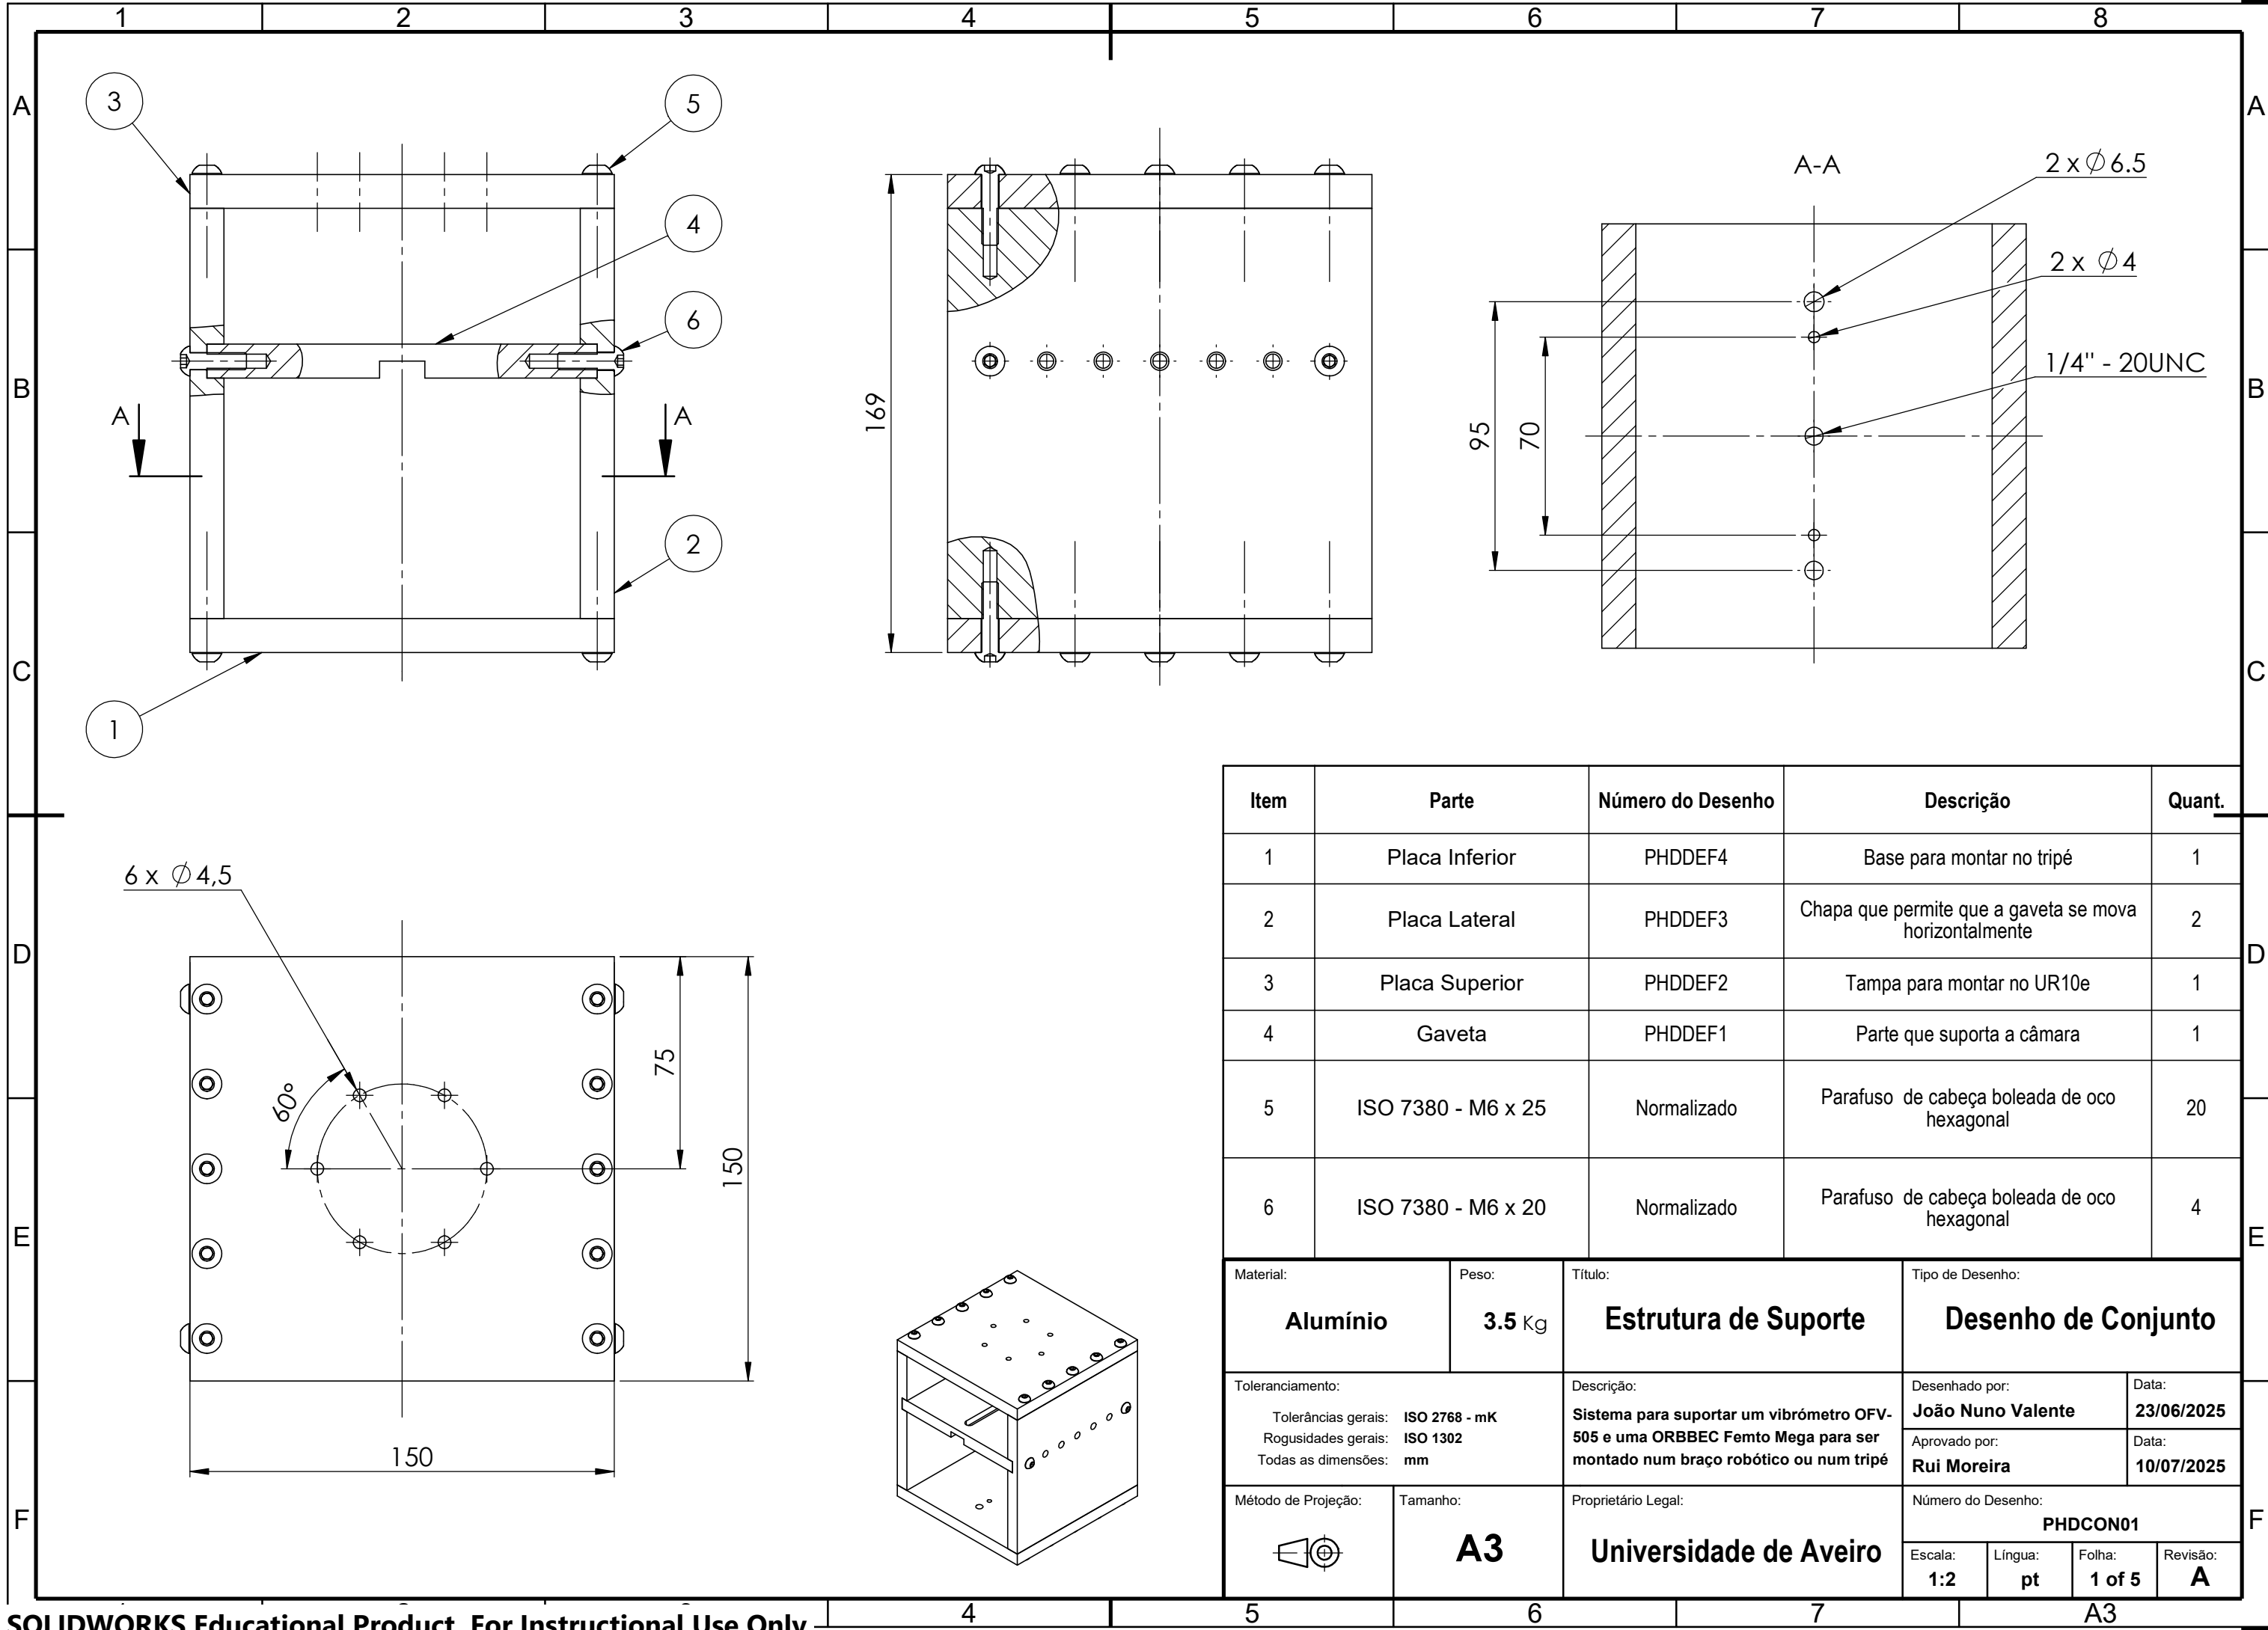 1 2 3 4 5 6 7 8
A A
B B
C C
D D
E E
F F
3
5
4
6
A A
2
1
169
A-A
2 x ∅6.5
2 x ∅4
1/4" - 20UNC
95
70
6 x ∅4,5
60°
75
150
150
Item Parte Número do Desenho Descrição Quant.
1 Placa Inferior PHDDEF4 Base para montar no tripé 1
2 Placa Lateral PHDDEF3 Chapa que permite que a gaveta se mova
horizontalmente 2
3 Placa Superior PHDDEF2 Tampa para montar no UR10e 1
4 Gaveta PHDDEF1 Parte que suporta a câmara 1
5 ISO 7380 - M6 x 25 Normalizado Parafuso de cabeça boleada de oco
hexagonal 20
6 ISO 7380 - M6 x 20 Normalizado Parafuso de cabeça boleada de oco
hexagonal 4
Material:
Alumínio
Peso:
3.5 Kg
Título:
Estrutura de Suporte
Tipo de Desenho:
Desenho de Conjunto
Toleranciamento:
Tolerâncias gerais: ISO 2768 - mK
Rogusidades gerais: ISO 1302
Todas as dimensões: mm
Descrição:
Sistema para suportar um vibrómetro OFV-
505 e uma ORBBEC Femto Mega para ser
montado num braço robótico ou num tripé
Desenhado por:
João Nuno Valente
Data:
23/06/2025
Aprovado por:
Rui Moreira
Data:
10/07/2025
Método de Projeção:
Tamanho:
A3
Proprietário Legal:
Universidade de Aveiro
Número do Desenho:
PHDCON01
Escala:
1:2
Língua:
pt
Folha:
1 of 5
Revisão:
A
4 5 6 7 A3
SOLIDWORKS Educational Product. For Instructional Use Only.